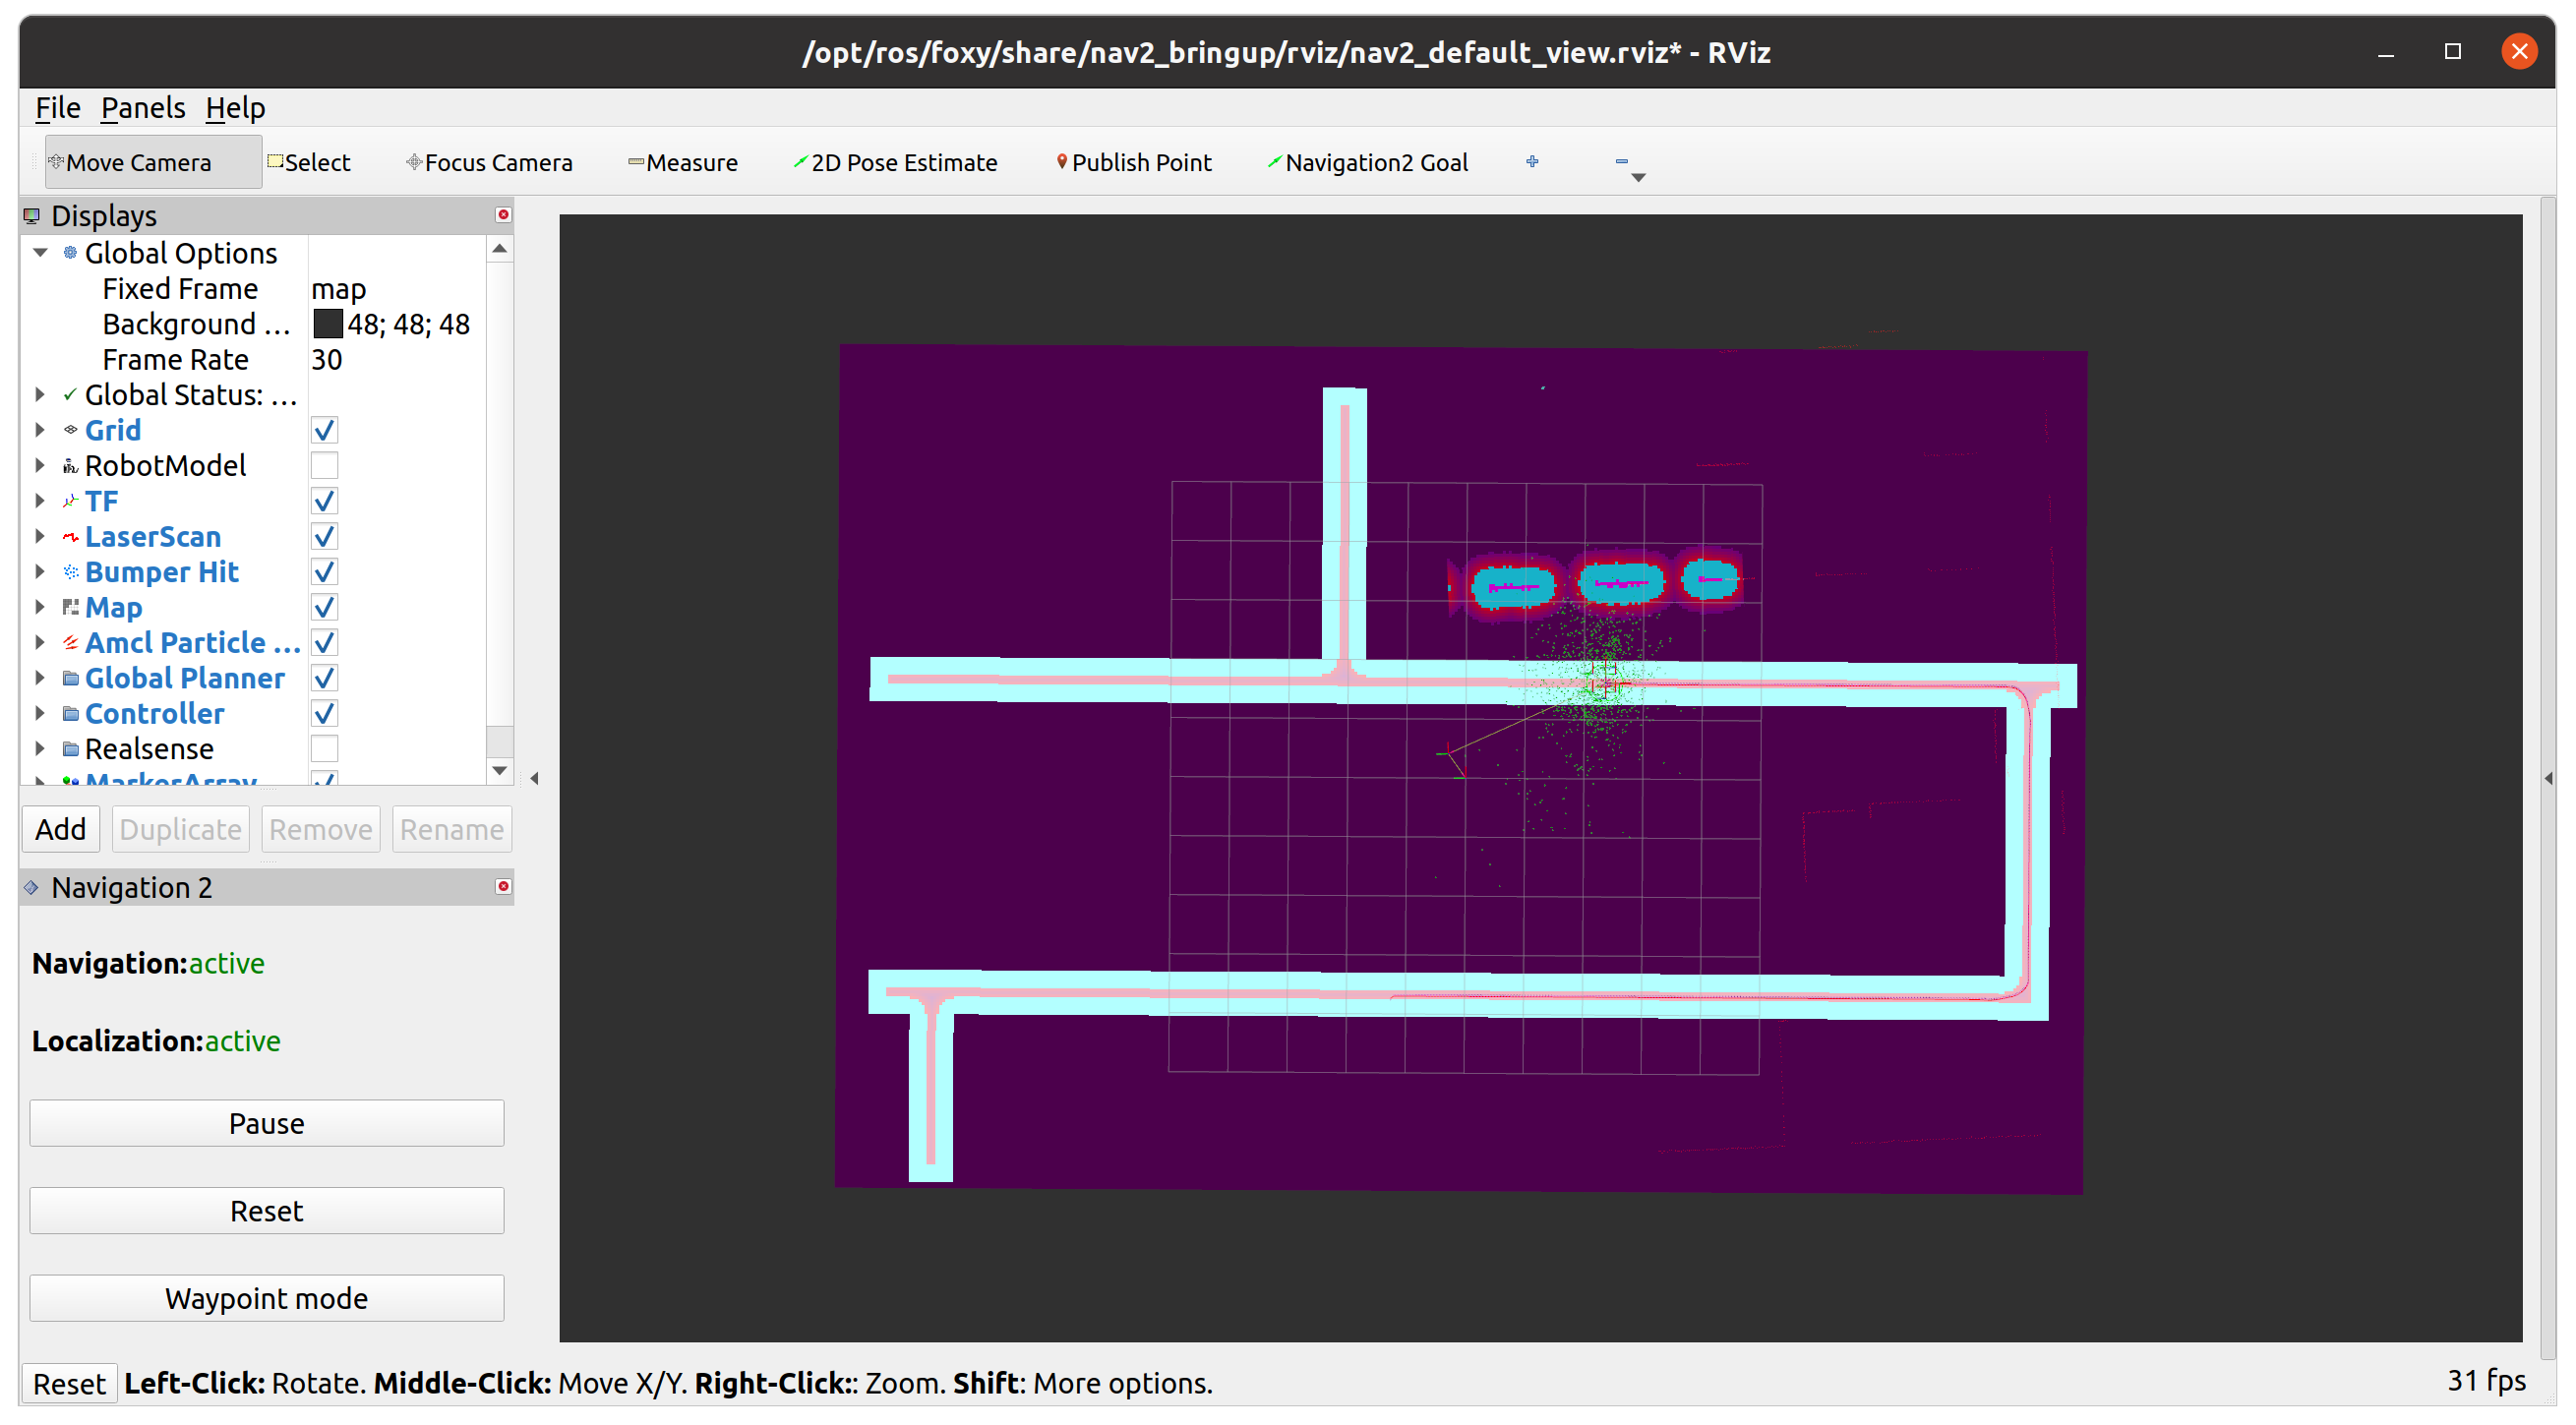 /opt/ros/foxy/share/nav2_bringup/rviz/nav2_default_view.rviz* - RViz
File Panels Help
Move Camera Select Focus Camera Measure 2D Pose Estimate Publish Point Navigation2 Goal
Displays
Global Options
Fixed Frame map
Background ... 48; 48; 48
Frame Rate 30
Global Status: ...
Grid
RobotModel
TF
LaserScan
Bumper Hit
Map
Amcl Particle ...
Global Planner
Controller
Realsense
MarkerArray
Add Duplicate Remove Rename
Navigation 2
Navigation:active
Localization:active
Pause
Reset
Waypoint mode
Reset Left-Click: Rotate. Middle-Click: Move X/Y. Right-Click:: Zoom. Shift: More options. 31 fps